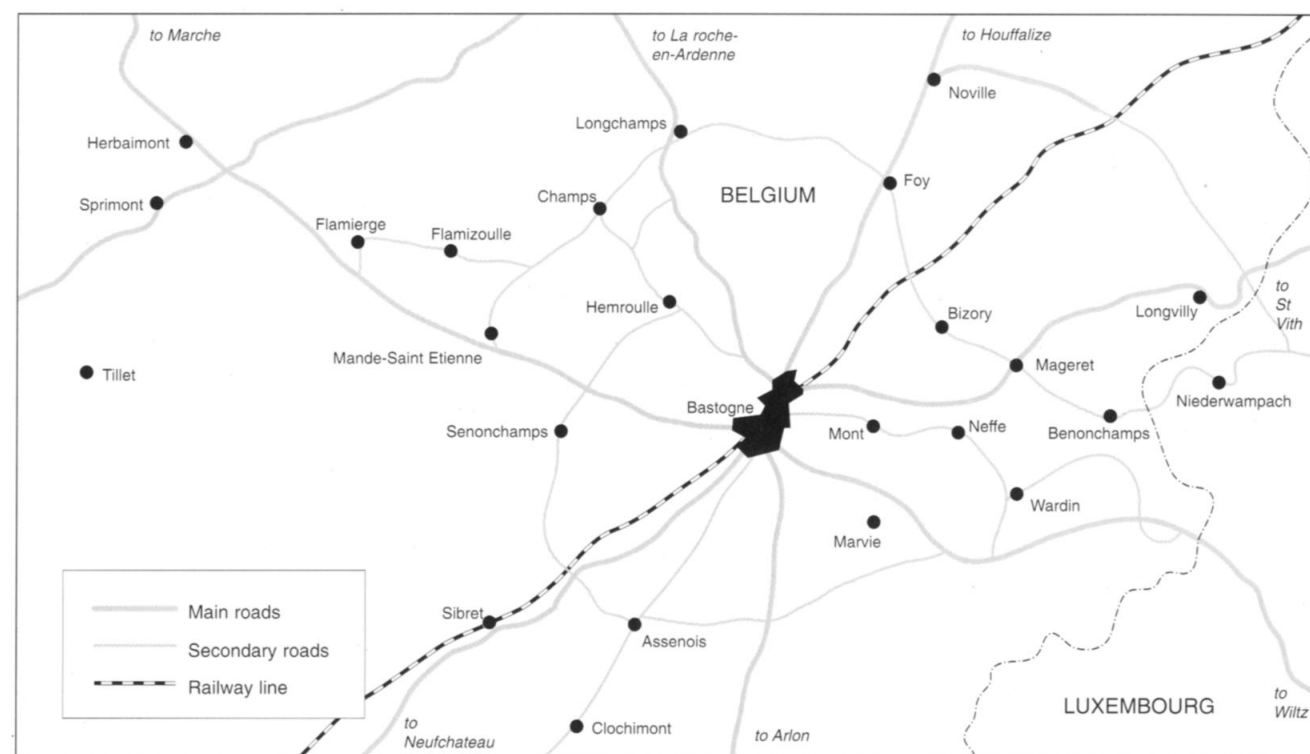 to Marche
to La roche-
en-Ardenne
to Houffalize
Noville
Longchamps
Herbaimont
BELGIUM
Foy
Champs
Sprimont
Flamierge
Flamizoulle
Hemroulle
Bizory
Longvilly
to
St
Vith
Mande-Saint Etienne
Mageret
Tillet
Niederwampach
Bastogne
Senonchamps
Mont
Neffe
Benonchamps
Wardin
Marvie
Main roads
Sibret
Assenois
Secondary roads
Railway line
LUXEMBOURG
to
Wiltz
to
Neufchateau
Clochimont
to Arlon